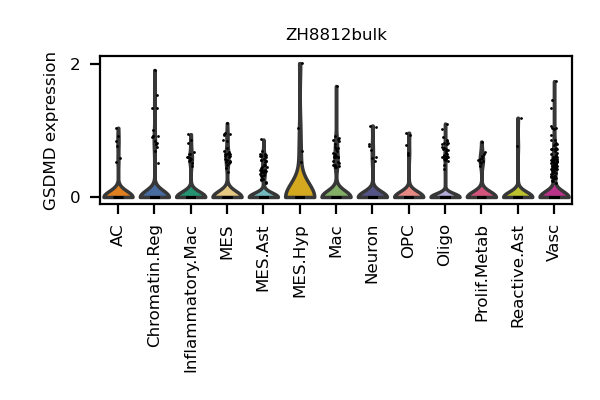 ZH8812bulk
GSDMD expression
2
0
AC
Chromatin.Reg
Inflammatory.Mac
MES
MES.Ast
MES.Hyp
Mac
Neuron
OPC
Oligo
Prolif.Metab
Reactive.Ast
Vasc